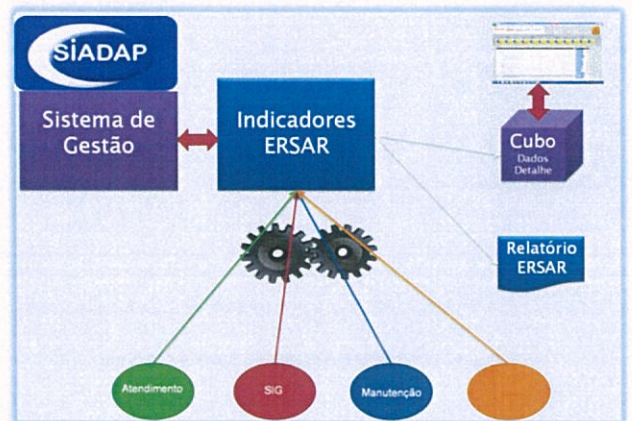 SiADAP
Sistema de
Gestão
Indicadores
ERSAR
Cubo
Dados
Detalhe
Relatório
ERSAR
Atendimento
SIG
Manutenção